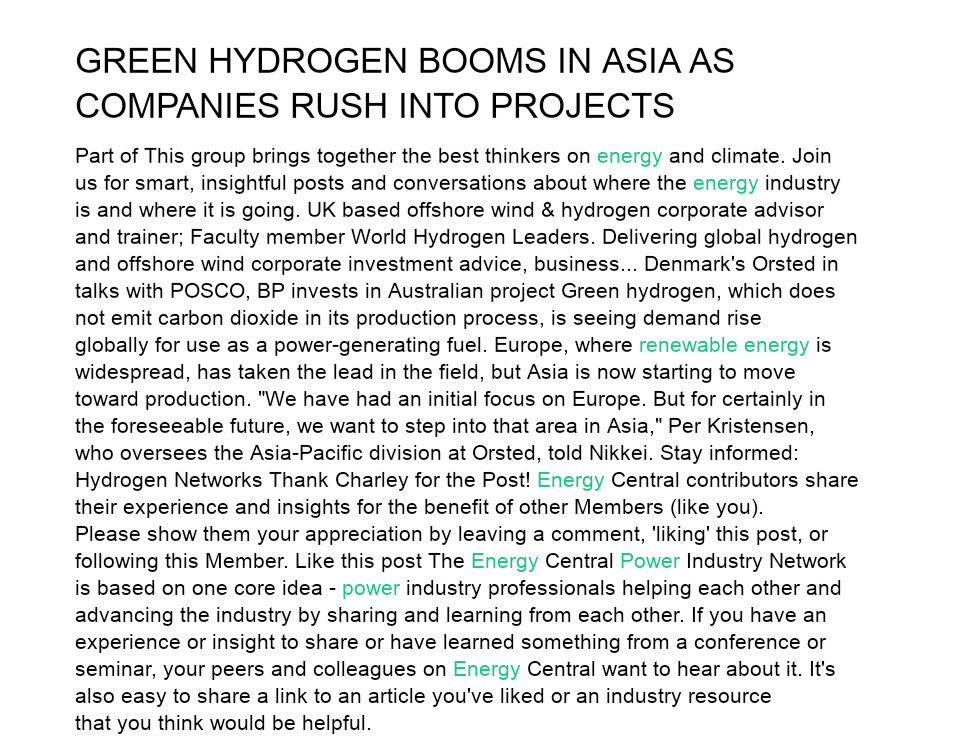 GREEN HYDROGEN BOOMS IN ASIA AS
COMPANIES RUSH INTO PROJECTS
Part of This group brings together the best thinkers on energy and climate. Join
us for smart, insightful posts and conversations about where the energy industry
is and where it is going. UK based offshore wind & hydrogen corporate advisor
and trainer; Faculty member World Hydrogen Leaders. Delivering global hydrogen
and offshore wind corporate investment advice, business... Denmark's Orsted in
talks with POSCO, BP invests in Australian project Green hydrogen, which does
not emit carbon dioxide in its production process, is seeing demand rise
globally for use as a power-generating fuel. Europe, where renewable energy is
widespread, has taken the lead in the field, but Asia is now starting to move
toward production. "We have had an initial focus on Europe. But for certainly in
the foreseeable future, we want to step into that area in Asia," Per Kristensen,
who oversees the Asia-Pacific division at Orsted, told Nikkei. Stay informed:
Hydrogen Networks Thank Charley for the Post! Energy Central contributors share
their experience and insights for the benefit of other Members (like you).
Please show them your appreciation by leaving a comment, 'liking' this post, or
following this Member. Like this post The Energy Central Power Industry Network
is based on one core idea - power industry professionals helping each other and
advancing the industry by sharing and learning from each other. If you have an
experience or insight to share or have learned something from a conference or
seminar, your peers and colleagues on Energy Central want to hear about it. It's
also easy to share a link to an article you've liked or an industry resource
that you think would be helpful.